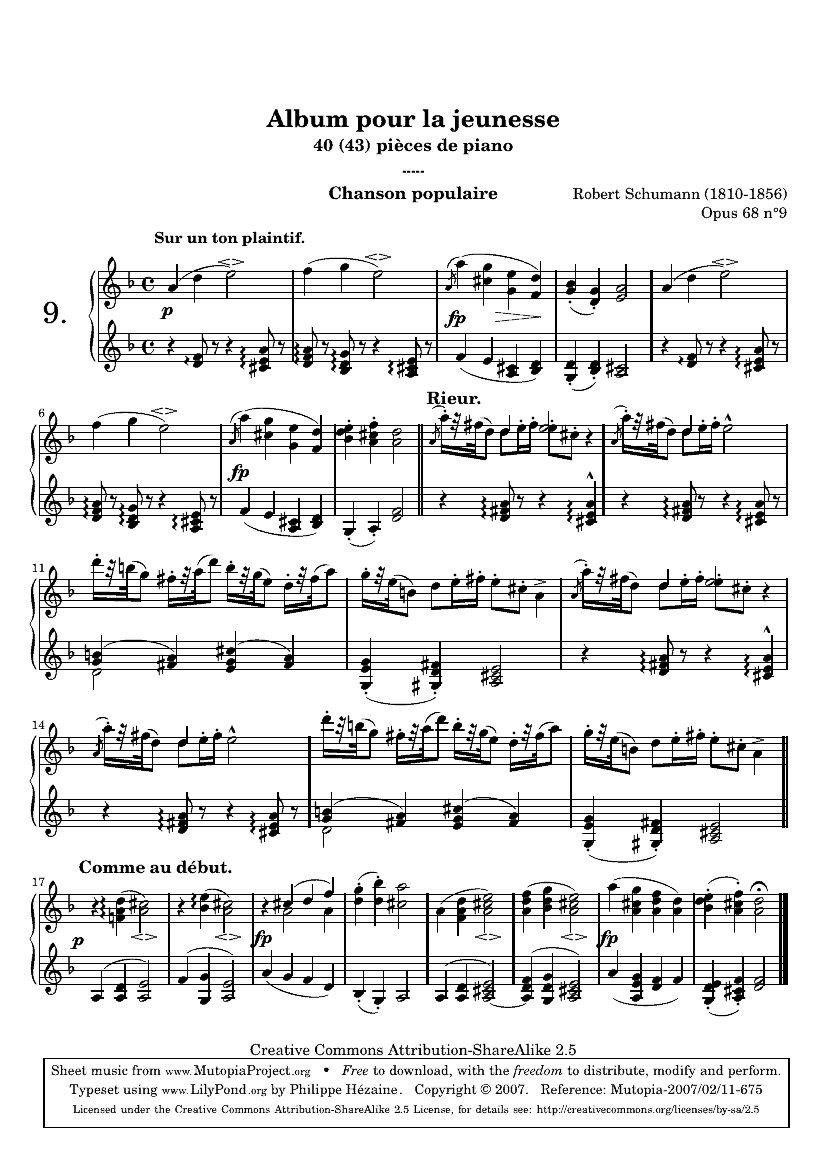 Album pour la jeunesse
40 (43) pièces de piano
-----
Chanson populaire
Robert Schumann (1810-1856)
Opus 68 n°9
Sur un ton plaintif.
9.
p
fp
6
Rieur.
fp
11
14
Comme au début.
17
p
fp
fp
Creative Commons Attribution-ShareAlike 2.5
Sheet music from www.MutopiaProject.org • Free to download, with the freedom to distribute, modify and perform.
Typeset using www.LilyPond.org by Philippe Hézaine. Copyright © 2007. Reference: Mutopia-2007/02/11-675
Licensed under the Creative Commons Attribution-ShareAlike 2.5 License, for details see: http://creativecommons.org/licenses/by-sa/2.5